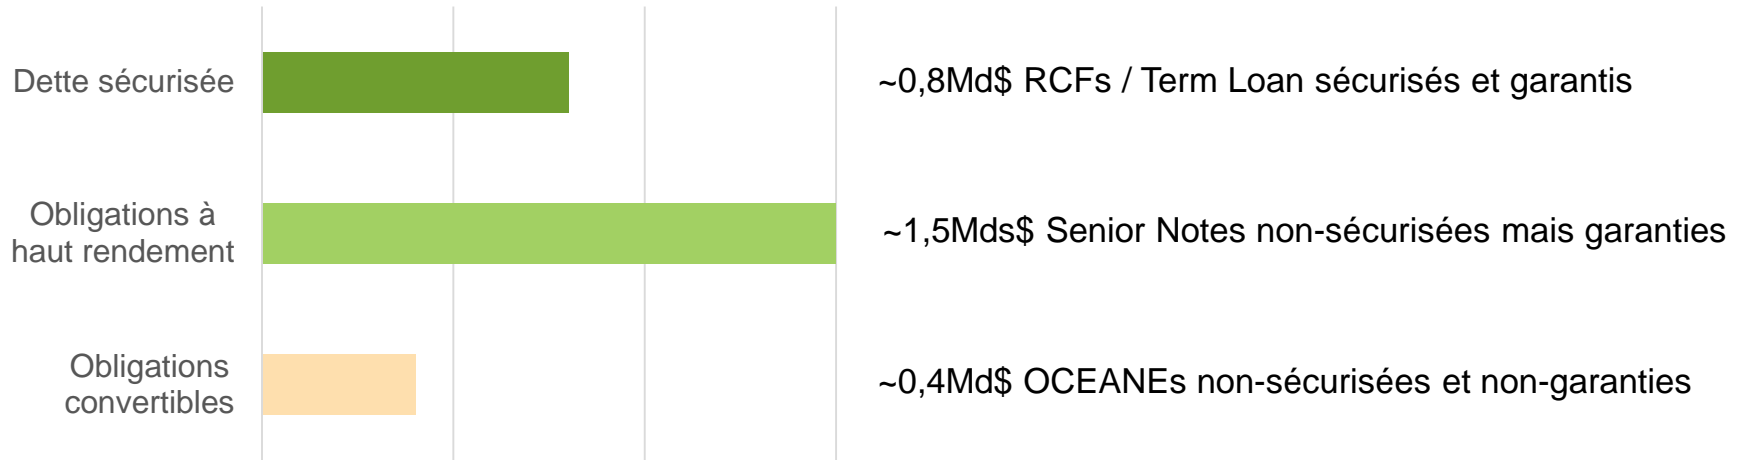 Dette sécurisée
~0,8Md$ RCFs / Term Loan sécurisés et garantis
Obligations à
haut rendement
~1,5Mds$ Senior Notes non-sécurisées mais garanties
Obligations
convertibles
~0,4Md$ OCEANEs non-sécurisées et non-garanties